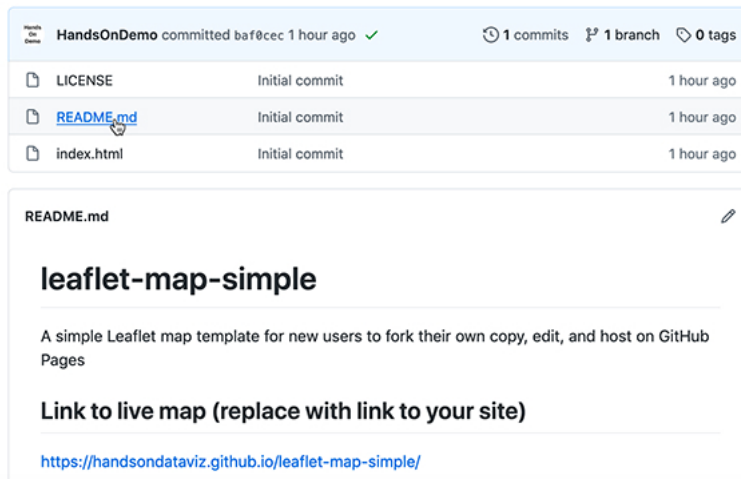 Hands
On
Demo
HandsOnDemo committed baf0cec 1 hour ago 1 commits 1 branch 0 tags
LICENSE Initial commit 1 hour ago
README.md Initial commit 1 hour ago
index.html Initial commit 1 hour ago
README.md
leaflet-map-simple
A simple Leaflet map template for new users to fork their own copy, edit, and host on GitHub
Pages
Link to live map (replace with link to your site)
https://handsondataviz.github.io/leaflet-map-simple/